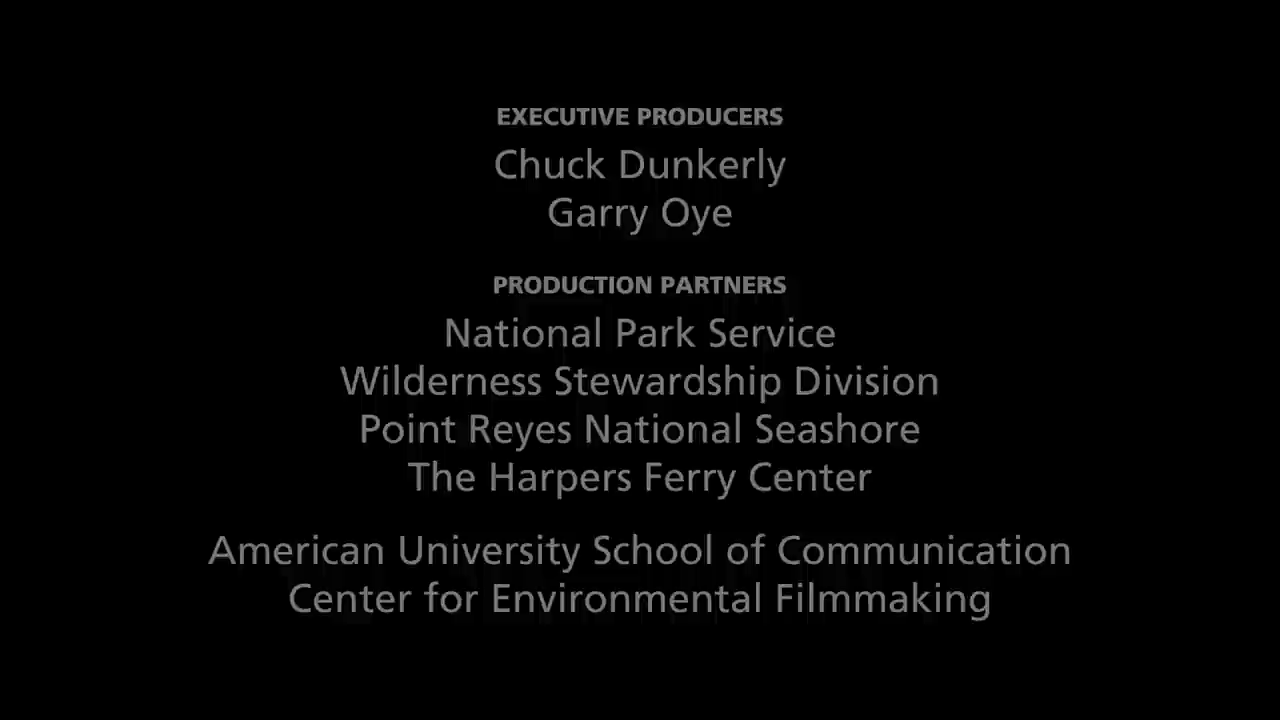 EXECUTIVE PRODUCERS
Chuck Dunkerly
Garry Oye
PRODUCTION PARTNERS
National Park Service
Wilderness Stewardship Division
Point Reyes National Seashore
The Harpers Ferry Center
American University School of Communication
Center for Environmental Filmmaking